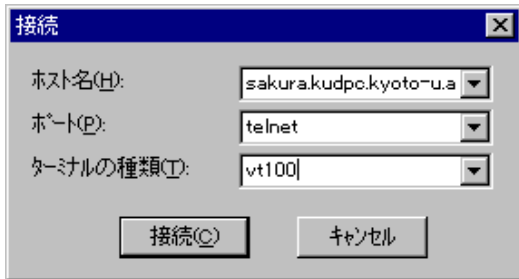 接続
ホスト名(H): sakura.kudpc.kyoto-u.a
ポート(P): telnet
ターミナルの種類(T): vt100
接続(C) キャンセル